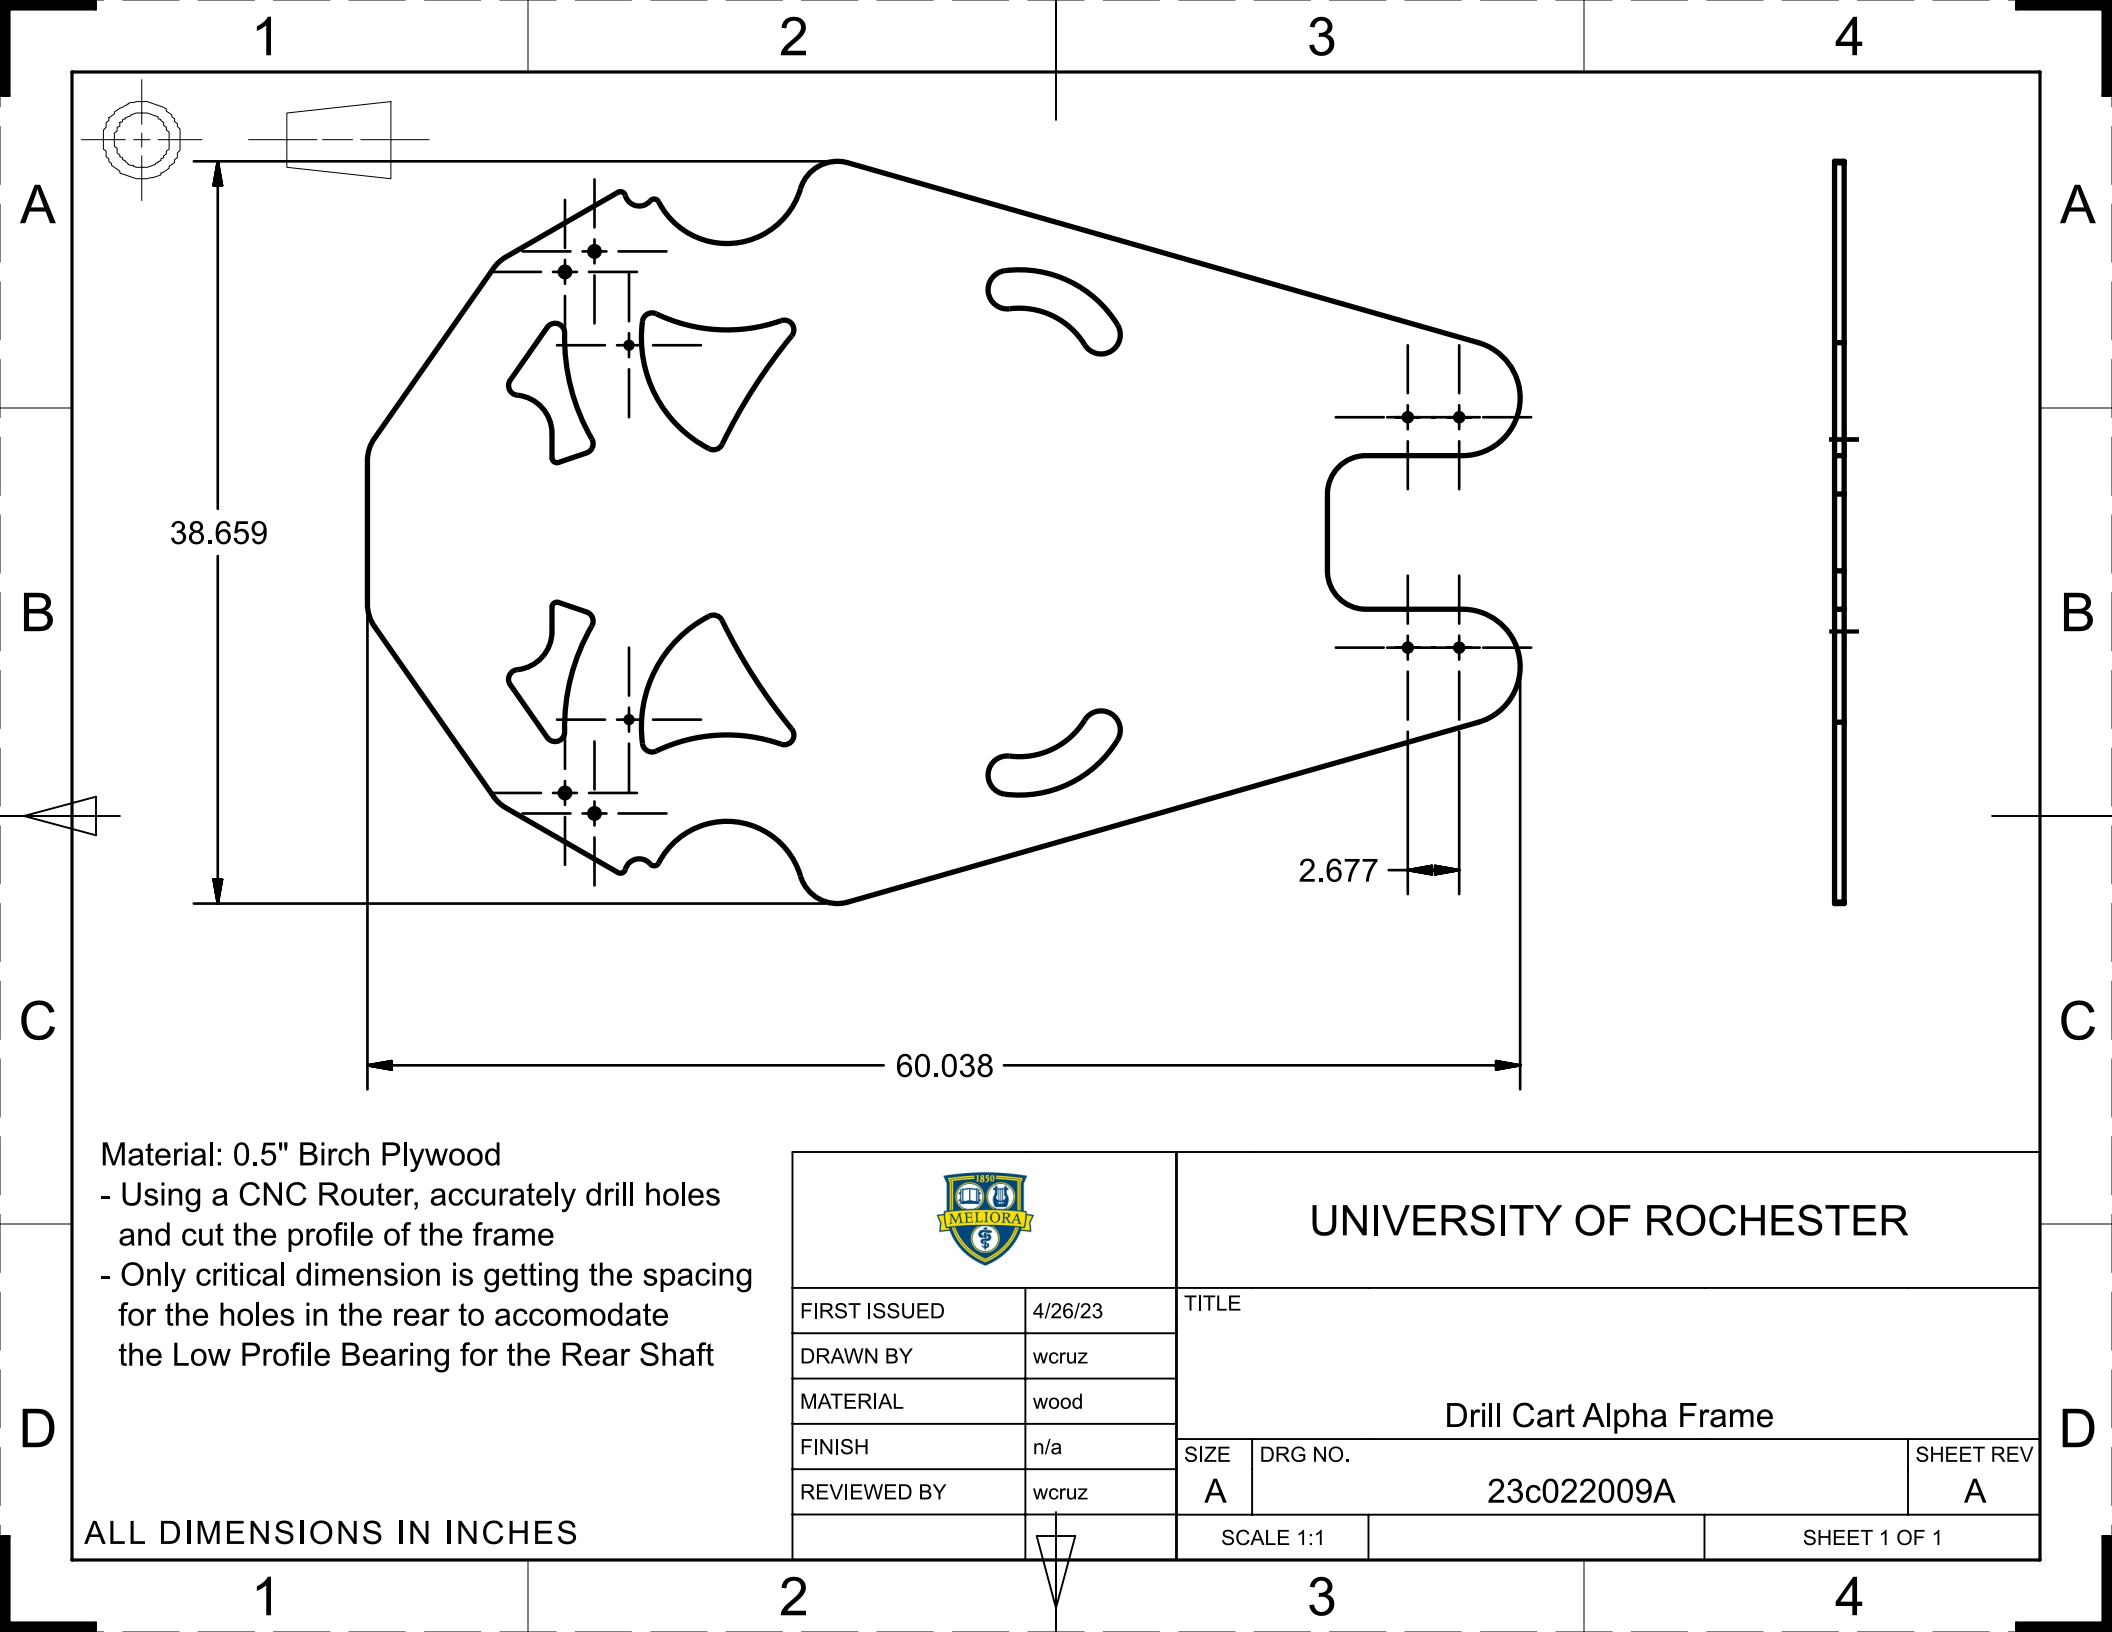 1 2 3 4
A A
38.659
B B
2.677
C C
60.038
Material: 0.5" Birch Plywood
- Using a CNC Router, accurately drill holes
and cut the profile of the frame
- Only critical dimension is getting the spacing
for the holes in the rear to accomodate
the Low Profile Bearing for the Rear Shaft
ALL DIMENSIONS IN INCHES
1850
MELIORA
UNIVERSITY OF ROCHESTER
FIRST ISSUED 4/26/23
DRAWN BY wcruz
MATERIAL wood
FINISH n/a
REVIEWED BY wcruz
TITLE
Drill Cart Alpha Frame
SIZE DRG NO. SHEET REV
A 23c022009A A
SCALE 1:1 SHEET 1 OF 1
D D
1 2 3 4